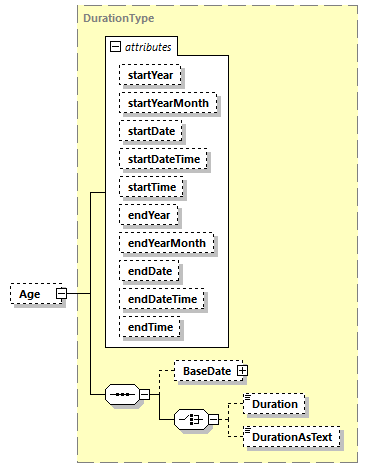 DurationType
attributes
startYear
startYearMonth
startDate
startDateTime
startTime
endYear
endYearMonth
endDate
endDateTime
endTime
Age
BaseDate
Duration
DurationAsText